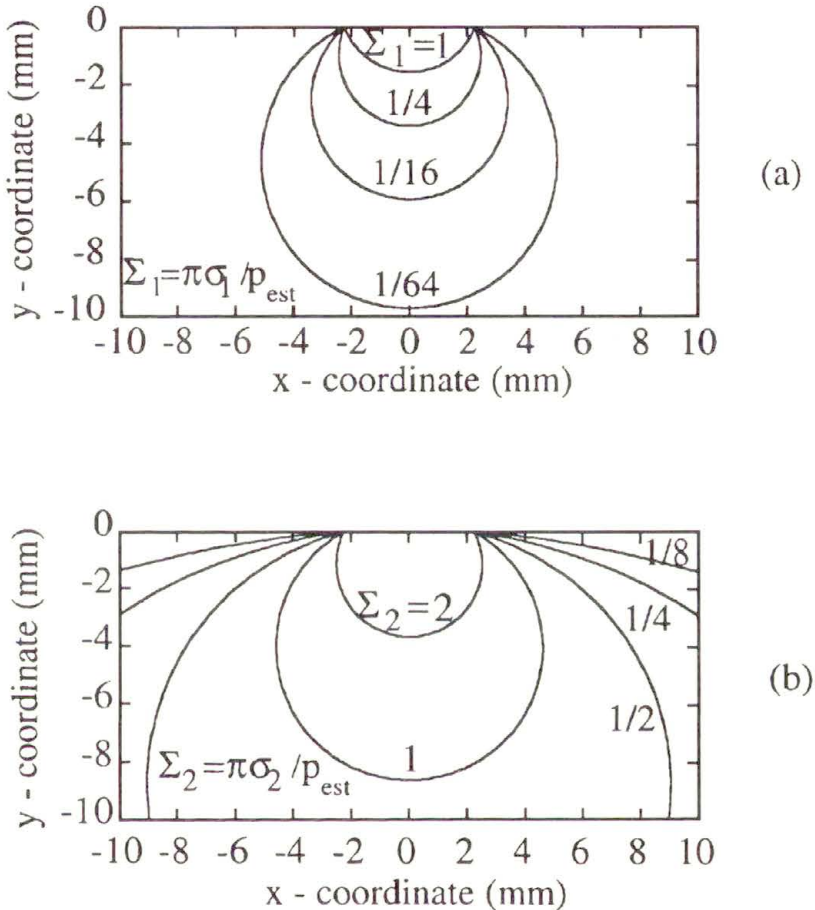 0
-2
-4
-6
-8
-10
y - coordinate (mm)
Σ₁=1
1/4
1/16
1/64
Σ₁=πσ₁/pₑₛₜ
(a)
-10 -8 -6 -4 -2 0 2 4 6 8 10
x - coordinate (mm)
0
-2
-4
-6
-8
-10
y - coordinate (mm)
1/8
Σ₂=2
1/4
1/2
1
Σ₂=πσ₂/pₑₛₜ
(b)
-10 -8 -6 -4 -2 0 2 4 6 8 10
x - coordinate (mm)